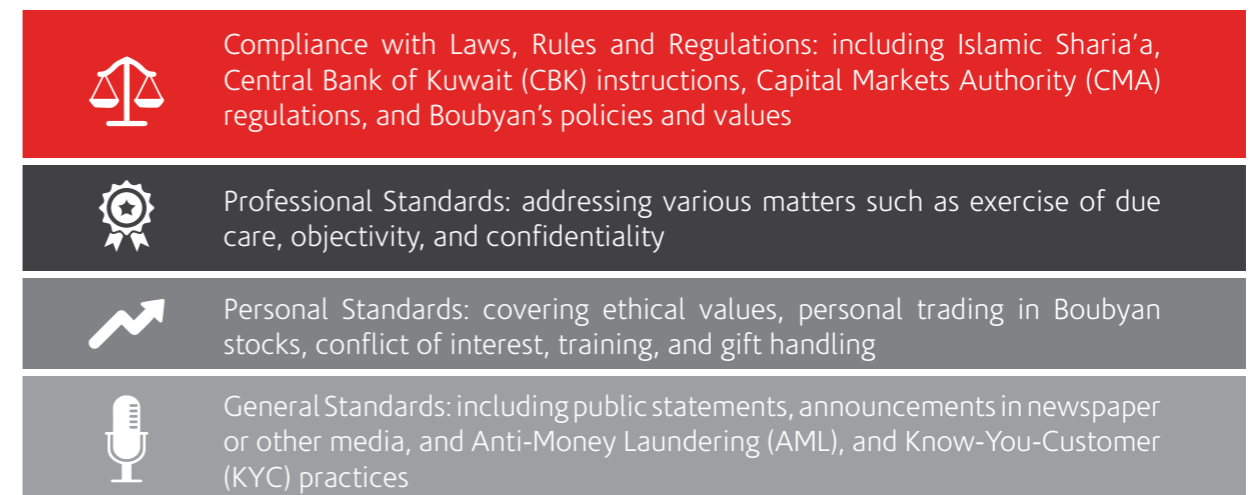 Compliance with Laws, Rules and Regulations: including Islamic Sharia’a,
Central Bank of Kuwait (CBK) instructions, Capital Markets Authority (CMA)
regulations, and Boubyan’s policies and values
Professional Standards: addressing various matters such as exercise of due
care, objectivity, and confidentiality
Personal Standards: covering ethical values, personal trading in Boubyan
stocks, conflict of interest, training, and gift handling
General Standards: including public statements, announcements in newspaper
or other media, and Anti-Money Laundering (AML), and Know-You-Customer
(KYC) practices